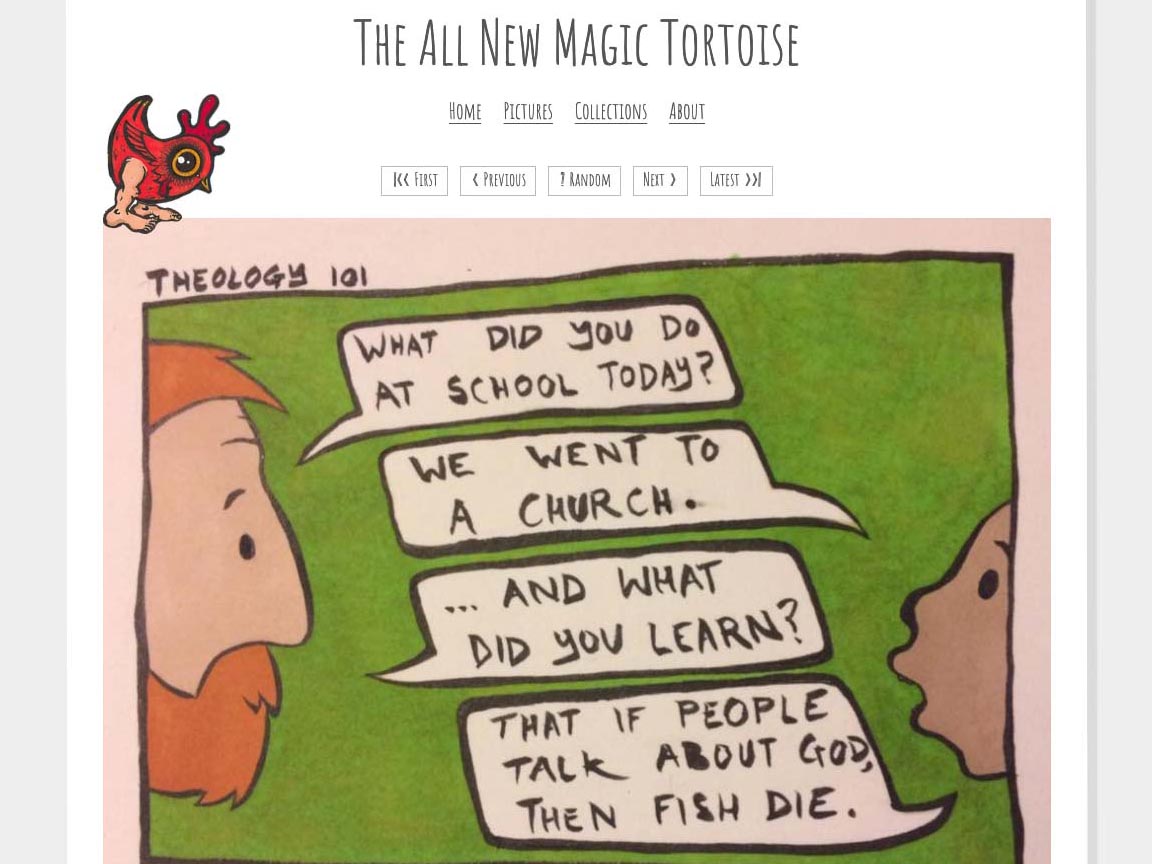 The All New Magic Tortoise
Home Pictures Collections About
|<< First < Previous ? Random Next > Latest >>|
THEOLOGY 101
WHAT DID YOU DO
AT SCHOOL TODAY?
WE WENT TO
A CHURCH.
... AND WHAT
DID YOU LEARN?
THAT IF PEOPLE
TALK ABOUT GOD,
THEN FISH DIE.